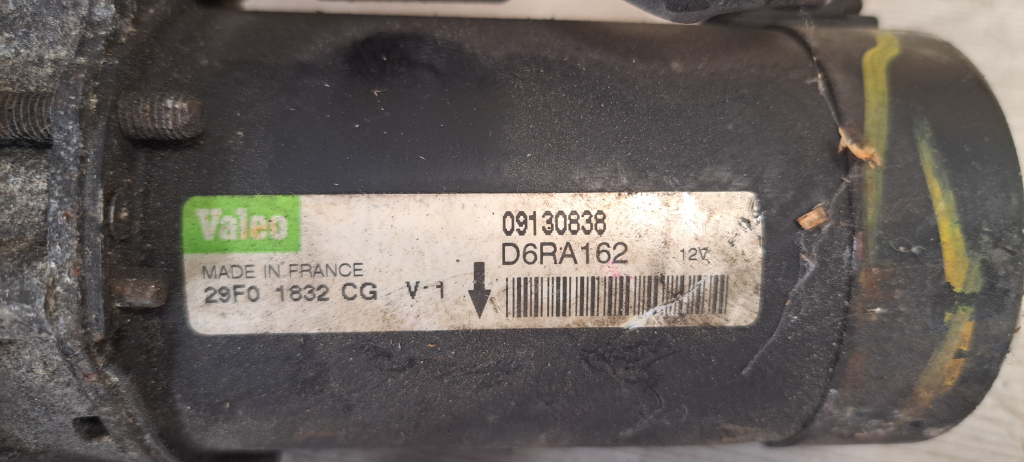 Valeo
MADE IN FRANCE
29F0 1832 CG V-1
09130838
D6RA162 12V